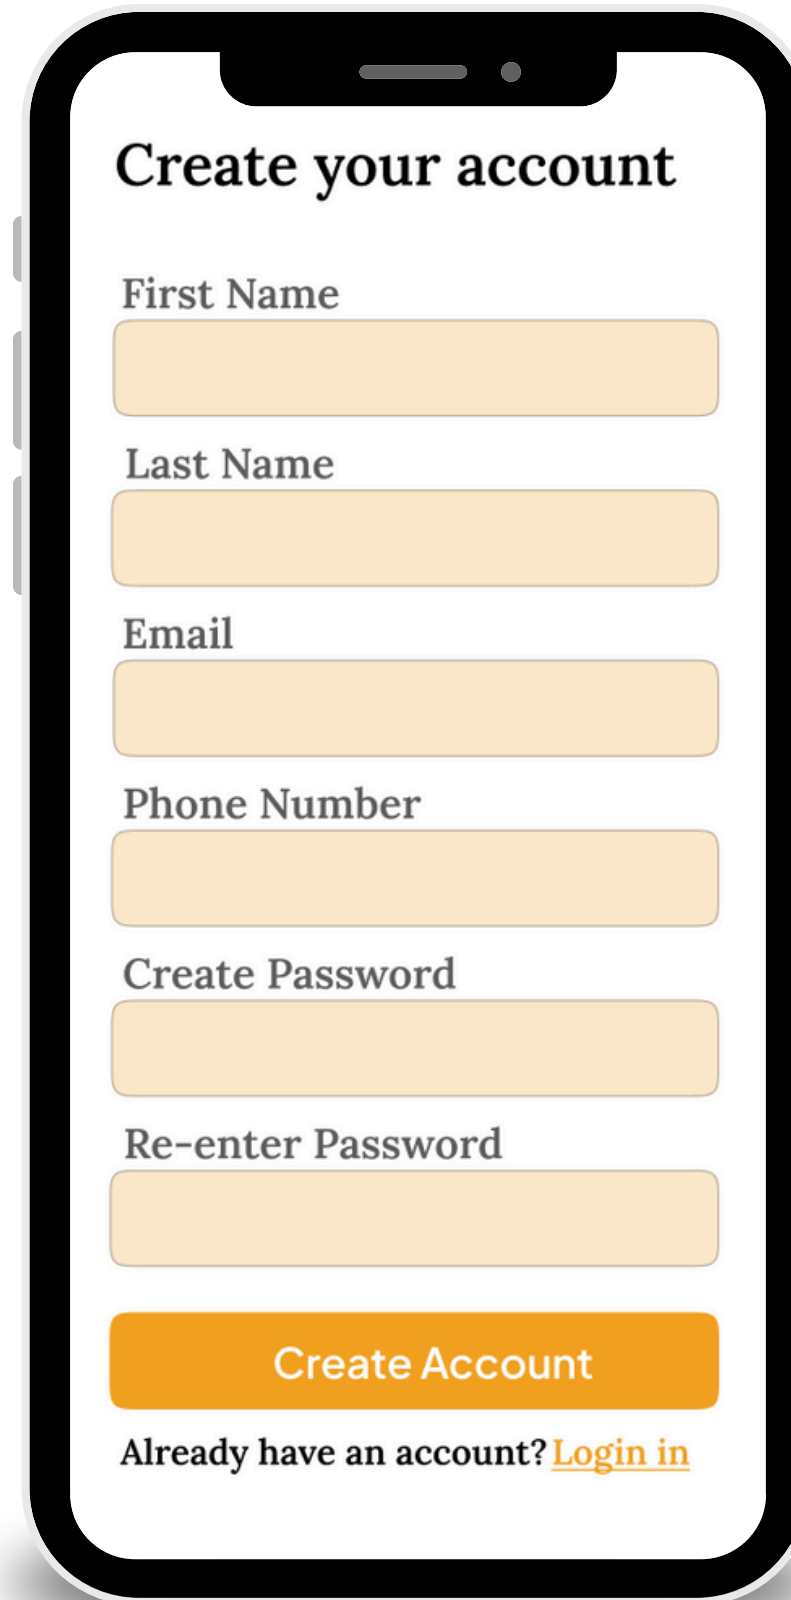 Create your account
First Name
Last Name
Email
Phone Number
Create Password
Re-enter Password
Create Account
Already have an account? Login in